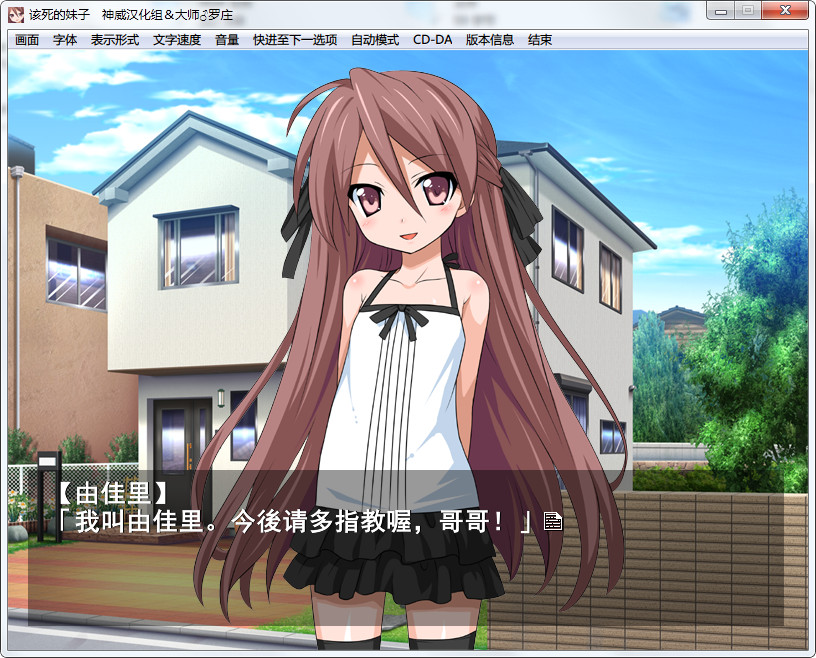 该死的妹子 神威汉化组&大师♂罗庄
画面 字体 表示形式 文字速度 音量 快进至下一选项 自动模式 CD-DA 版本信息 结束
【由佳里】
「我叫由佳里。今後请多指教喔，哥哥！」